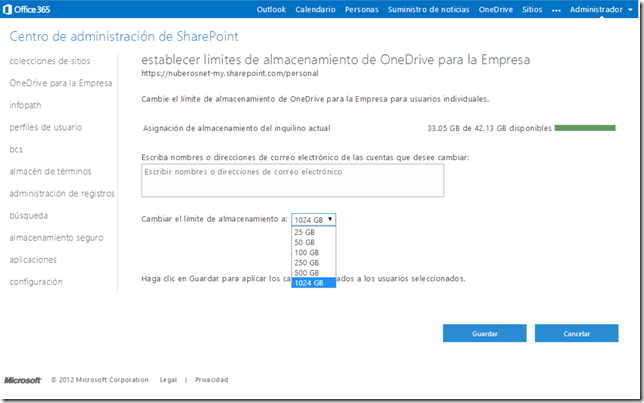 Office 365
Outlook Calendario Personas Suministro de noticias OneDrive Sitios ••• Administrador
Centro de administración de SharePoint
colecciones de sitios
OneDrive para la Empresa
infopath
perfiles de usuario
bcs
almacén de términos
administración de registros
búsqueda
almacenamiento seguro
aplicaciones
configuración
establecer límites de almacenamiento de OneDrive para la Empresa
https://nuberosnet-my.sharepoint.com/personal
Cambie el límite de almacenamiento de OneDrive para la Empresa para usuarios individuales.
Asignación de almacenamiento del inquilino actual 33.05 GB de 42.13 GB disponibles
Escriba nombres o direcciones de correo electrónico de las cuentas que desee cambiar:
Escribir nombres o direcciones de correo electrónico
Cambiar el límite de almacenamiento a: 1024 GB
25 GB
50 GB
100 GB
250 GB
500 GB
1024 GB
Haga clic en Guardar para aplicar los ca ados a los usuarios seleccionados.
Guardar Cancelar
Microsoft © 2012 Microsoft Corporation Legal | Privacidad